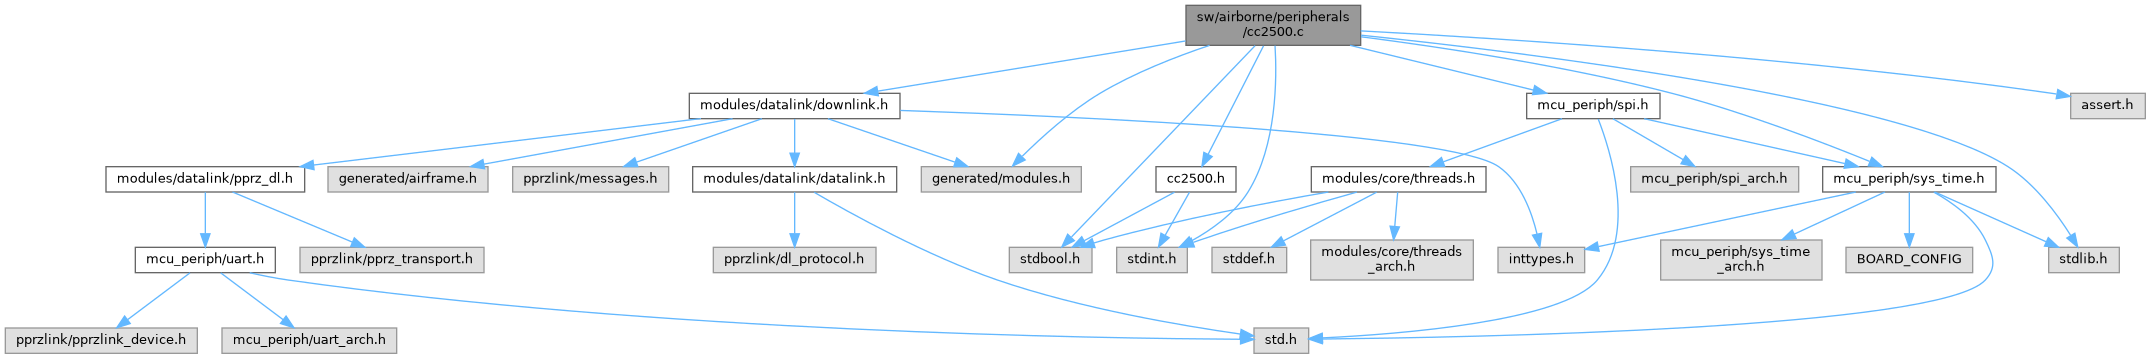 sw/airborne/peripherals
/cc2500.c
modules/datalink/downlink.h
mcu_periph/spi.h
assert.h
modules/datalink/pprz_dl.h
generated/airframe.h
pprzlink/messages.h
modules/datalink/datalink.h
generated/modules.h
cc2500.h
modules/core/threads.h
mcu_periph/spi_arch.h
mcu_periph/sys_time.h
mcu_periph/uart.h
pprzlink/pprz_transport.h
pprzlink/dl_protocol.h
stdbool.h
stdint.h
stddef.h
modules/core/threads
_arch.h
inttypes.h
mcu_periph/sys_time
_arch.h
BOARD_CONFIG
stdlib.h
pprzlink/pprzlink_device.h
mcu_periph/uart_arch.h
std.h